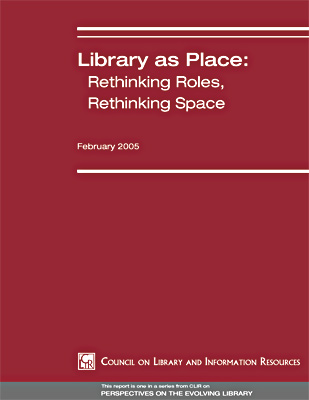 Library as Place:
Rethinking Roles,
Rethinking Space
February 2005
CLIR
COUNCIL ON LIBRARY AND INFORMATION RESOURCES
This report is one in a series from CLIR on
PERSPECTIVES ON THE EVOLVING LIBRARY